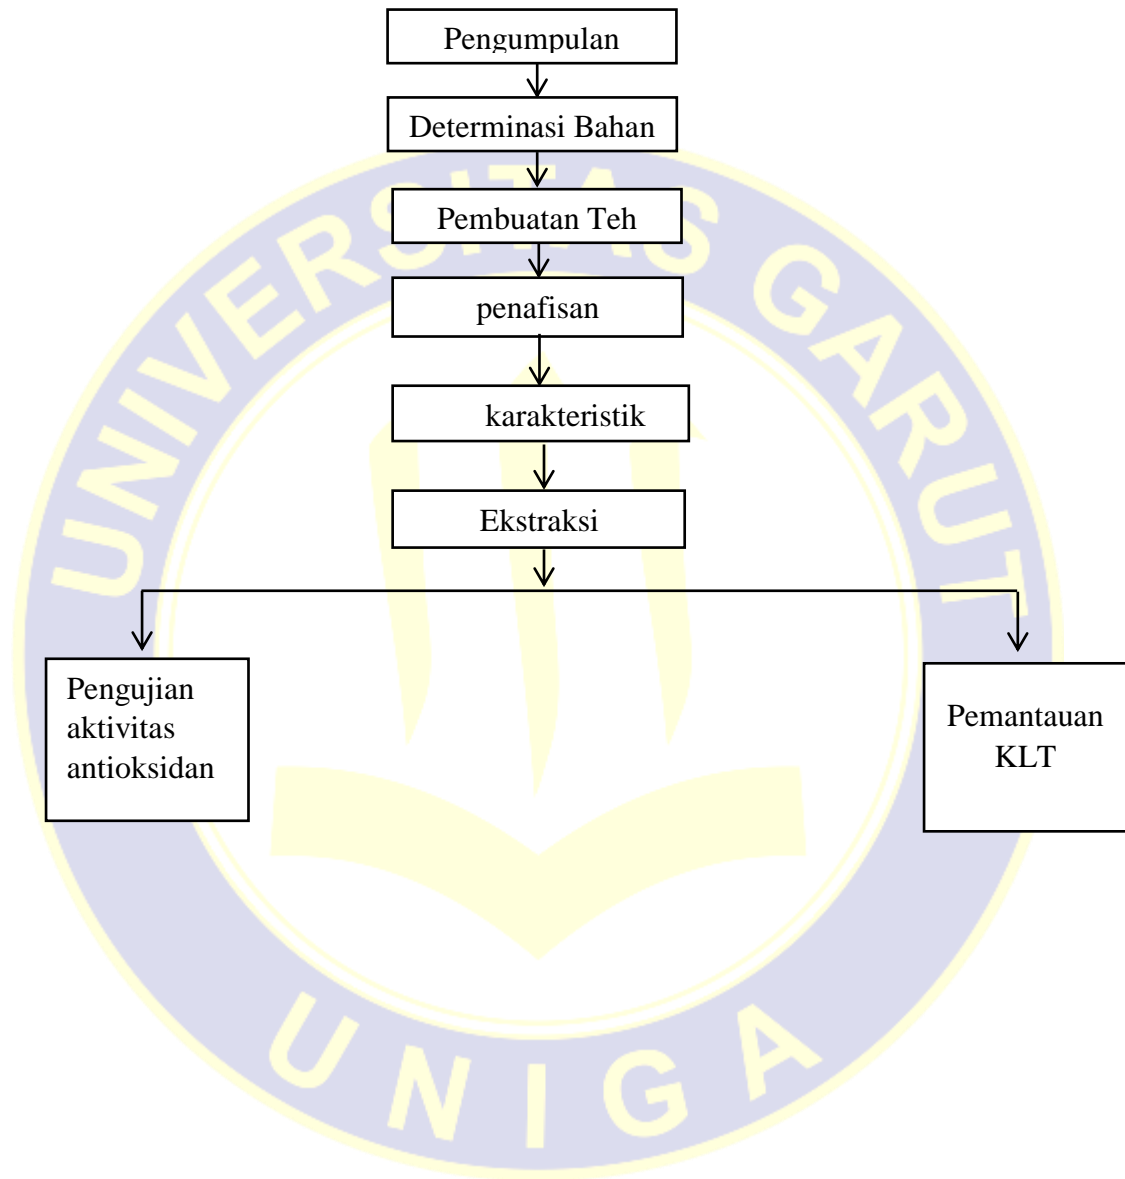 Pengumpulan
Determinasi Bahan
Pembuatan Teh
penafisan
karakteristik
Ekstraksi
Pengujian
aktivitas
antioksidan
Pemantauan
KLT
UNIVERSITAS GARUT
UNIGA